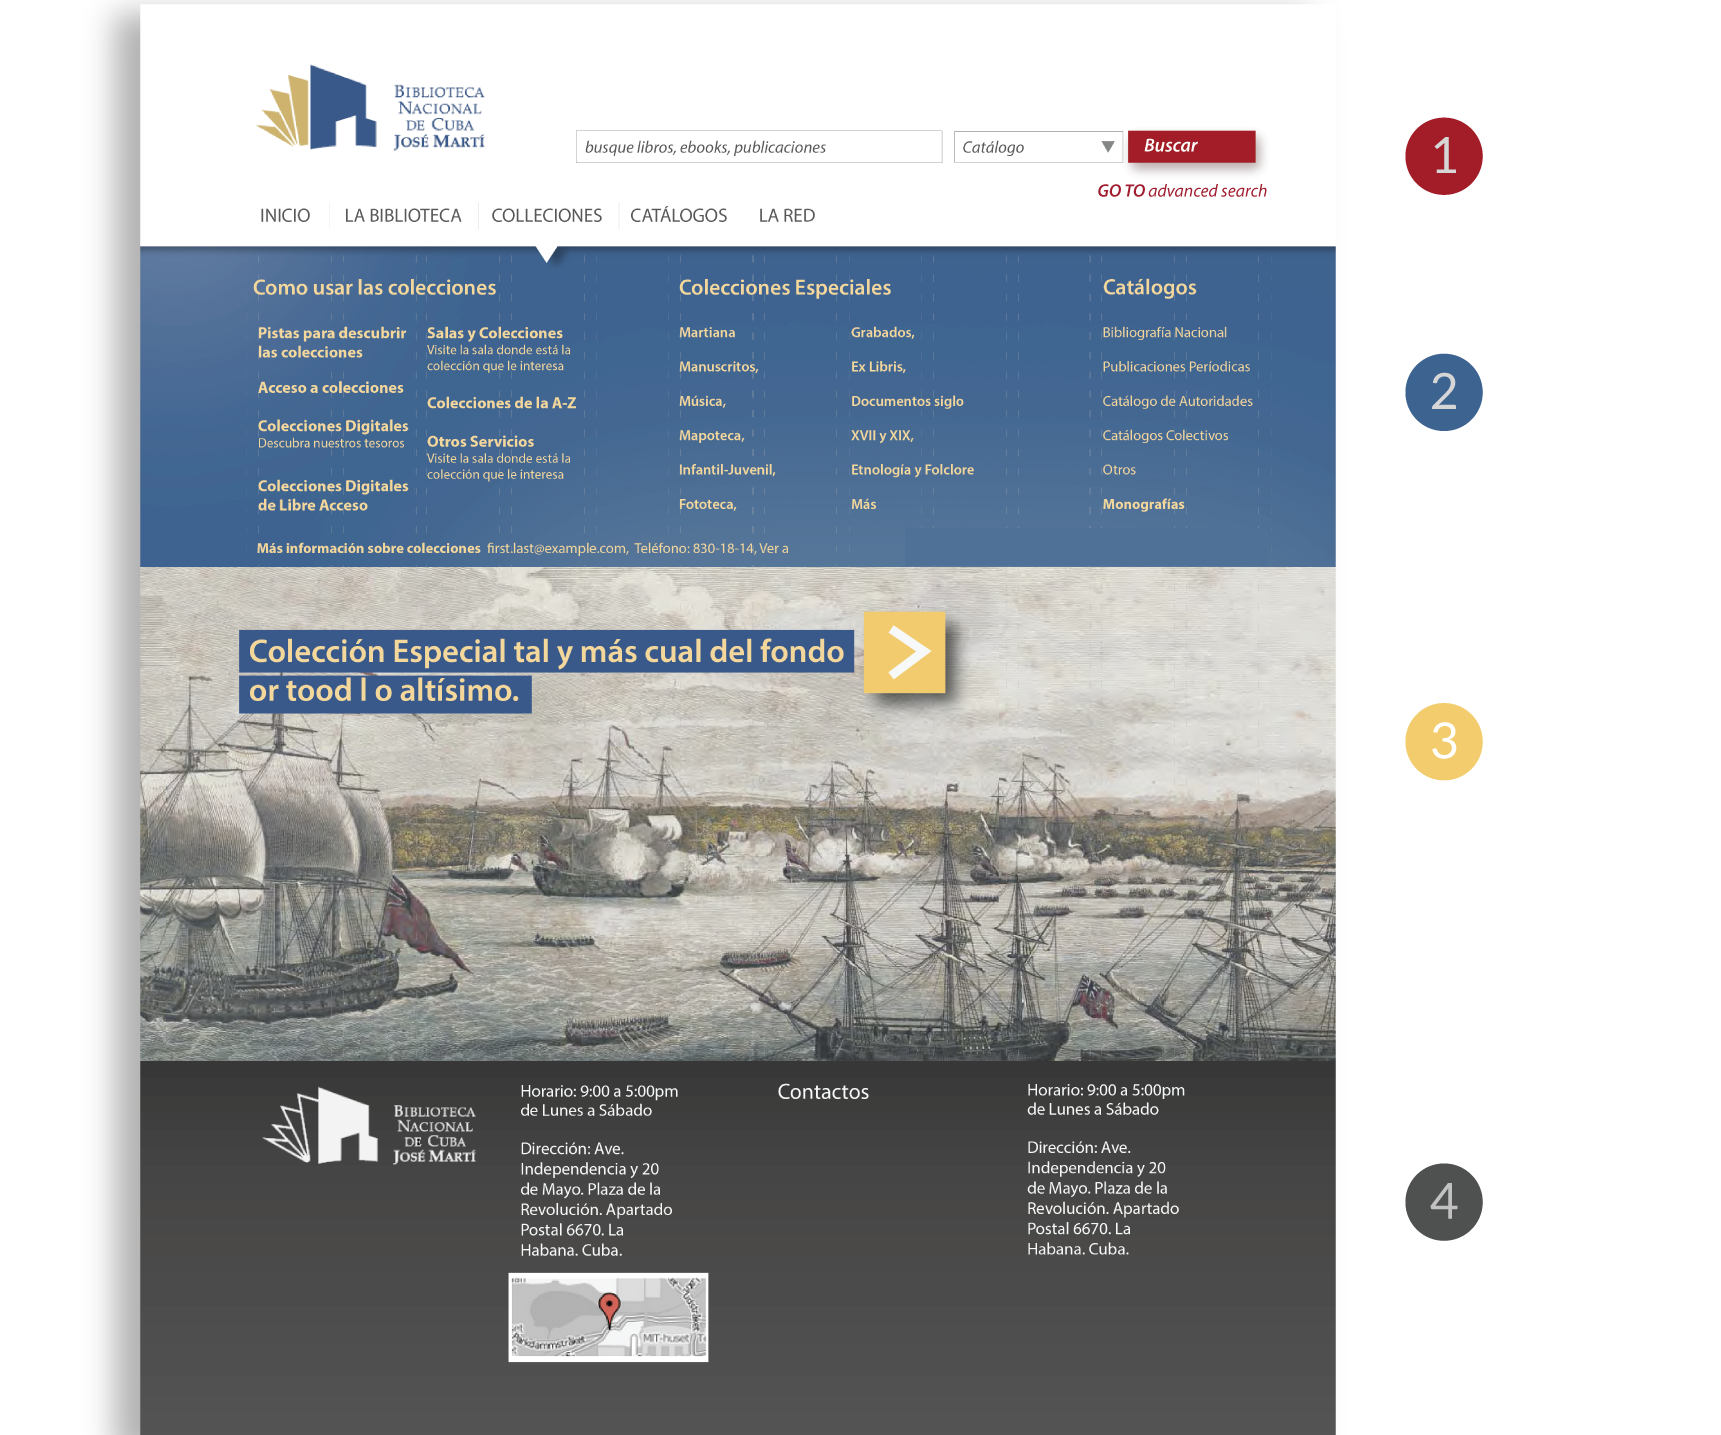 BIBLIOTECA
NACIONAL
DE CUBA
JOSÉ MARTÍ
busque libros, ebooks, publicaciones
Catálogo
Buscar
GO TO advanced search
INICIO
LA BIBLIOTECA
COLLECIONES
CATÁLOGOS
LA RED
1
Como usar las colecciones
Pistas para descubrir
las colecciones
Acceso a colecciones
Colecciones Digitales
Descubra nuestros tesoros
Colecciones Digitales
de Libre Acceso
Salas y Colecciones
Visite la sala donde está la
colección que le interesa
Colecciones de la A-Z
Otros Servicios
Visite la sala donde está la
colección que le interesa
Colecciones Especiales
Martiana
Manuscritos,
Música,
Mapoteca,
Infantil-Juvenil,
Fototeca,
Grabados,
Ex Libris,
Documentos siglo
XVII y XIX,
Etnología y Folclore
Más
Catálogos
Bibliografía Nacional
Publicaciones Períodicas
Catálogo de Autoridades
Catálogos Colectivos
Otros
Monografías
Más información sobre colecciones first.last@example.com, Teléfono: 830-18-14, Ver a
2
Colección Especial tal y más cual del fondo
or tood l o altísimo.
3
BIBLIOTECA
NACIONAL
DE CUBA
JOSÉ MARTÍ
Horario: 9:00 a 5:00pm
de Lunes a Sábado
Dirección: Ave.
Independencia y 20
de Mayo. Plaza de la
Revolución. Apartado
Postal 6670. La
Habana. Cuba.
MIT-huset
Contactos
Horario: 9:00 a 5:00pm
de Lunes a Sábado
Dirección: Ave.
Independencia y 20
de Mayo. Plaza de la
Revolución. Apartado
Postal 6670. La
Habana. Cuba.
4